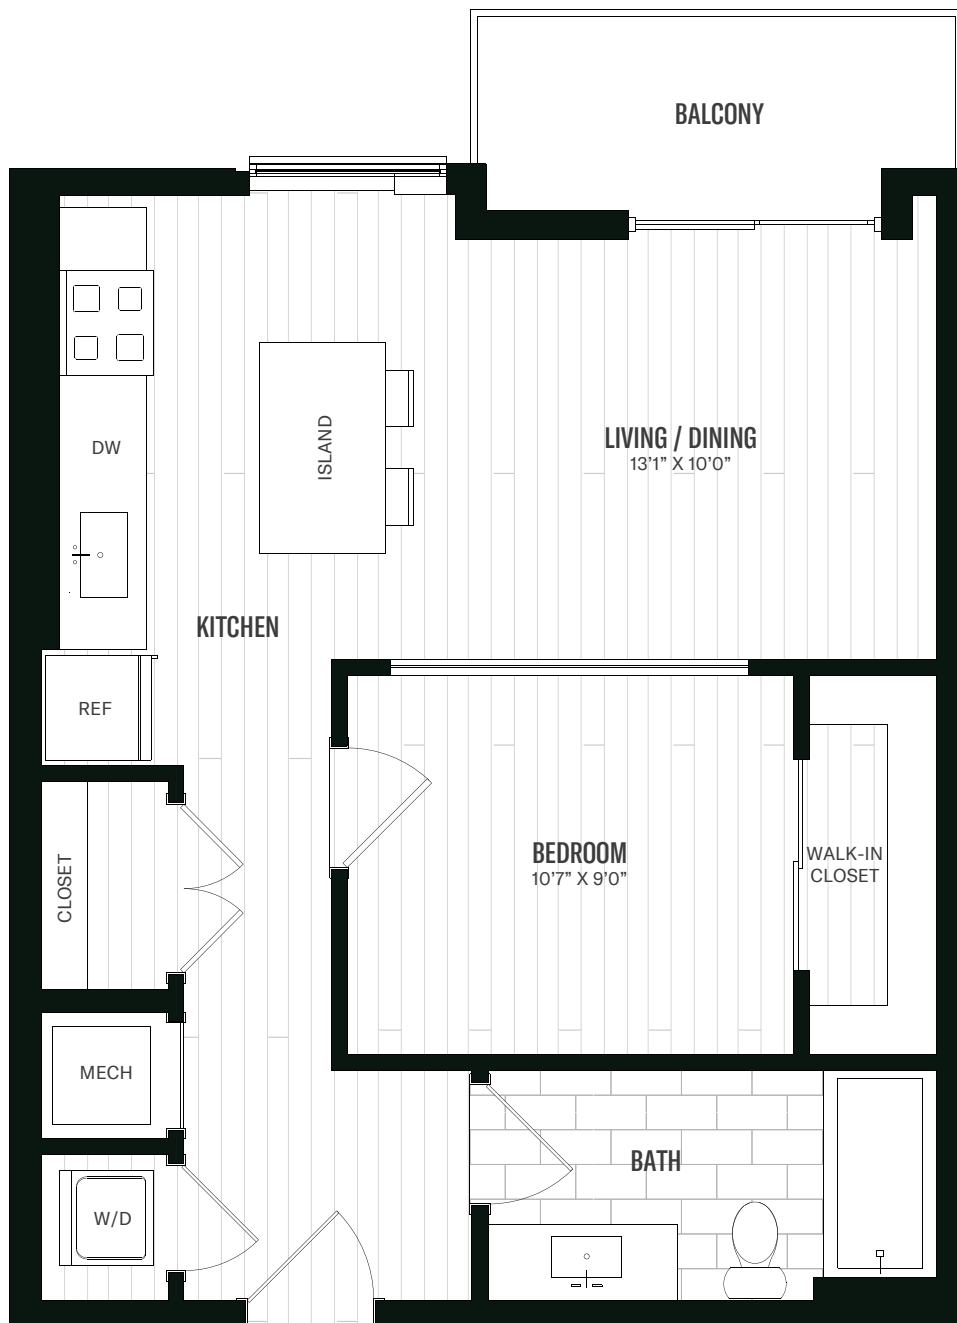 BALCONY
DW
ISLAND
LIVING / DINING
13’1” X 10’0”
KITCHEN
REF
CLOSET
BEDROOM
10’7” X 9’0”
WALK-IN
CLOSET
MECH
BATH
W/D